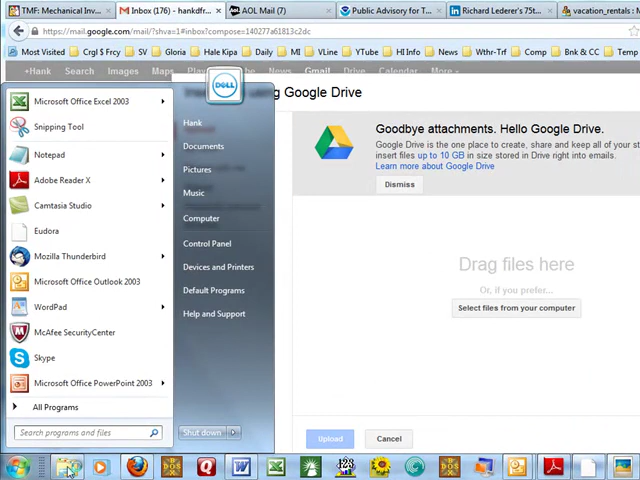 TMF: Mechanical Inv...
Inbox (716) - hankdfr...
AOL Mail (7)
Public Advisory for T...
Richard Lederer's 75t...
vacation_rentals : M
https://mail.google.com/mail/?shva=1#inbox?compose=140277a61813c2dc
Most Visited Crgl $ Frcy SV Gloria Hale Kipa Daily MI VLine YTube HI Info News Wthr-Trf Comp Bnk & CC Temp
+Hank Search Images Maps News Gmail Drive Calendar More
using Google Drive
DELL
Microsoft Office Excel 2003
Snipping Tool
Notepad
Adobe Reader X
Camtasia Studio
Eudora
Mozilla Thunderbird
Microsoft Office Outlook 2003
WordPad
McAfee SecurityCenter
Skype
Microsoft Office PowerPoint 2003
All Programs
Search programs and files
Hank
Documents
Pictures
Music
Computer
Control Panel
Devices and Printers
Default Programs
Help and Support
Shut down
Goodbye attachments. Hello Google Drive.
Google Drive is the one place to create, share and keep all of your st
insert files up to 10 GB in size stored in Drive right into emails.
Learn more about Google Drive
Dismiss
Drag files here
Or, if you prefer...
Select files from your computer
Upload
Cancel
DOS
123
DOS